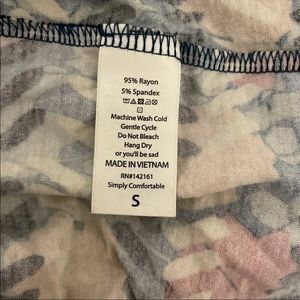 95% Rayon
5% Spandex
Machine Wash Cold
Gentle Cycle
Do Not Bleach
Hang Dry
or you'll be sad
MADE IN VIETNAM
RN#142161
Simply Comfortable
S